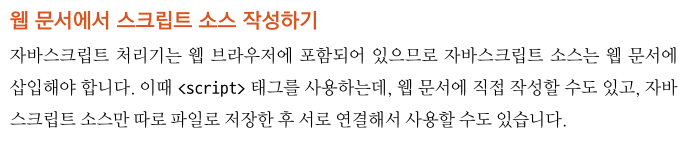 웹 문서에서 스크립트 소스 작성하기
자바스크립트 처리기는 웹 브라우저에 포함되어 있으므로 자바스크립트 소스는 웹 문서에
삽입해야 합니다. 이때 <script> 태그를 사용하는데, 웹 문서에 직접 작성할 수도 있고, 자바
스크립트 소스만 따로 파일로 저장한 후 서로 연결해서 사용할 수도 있습니다.